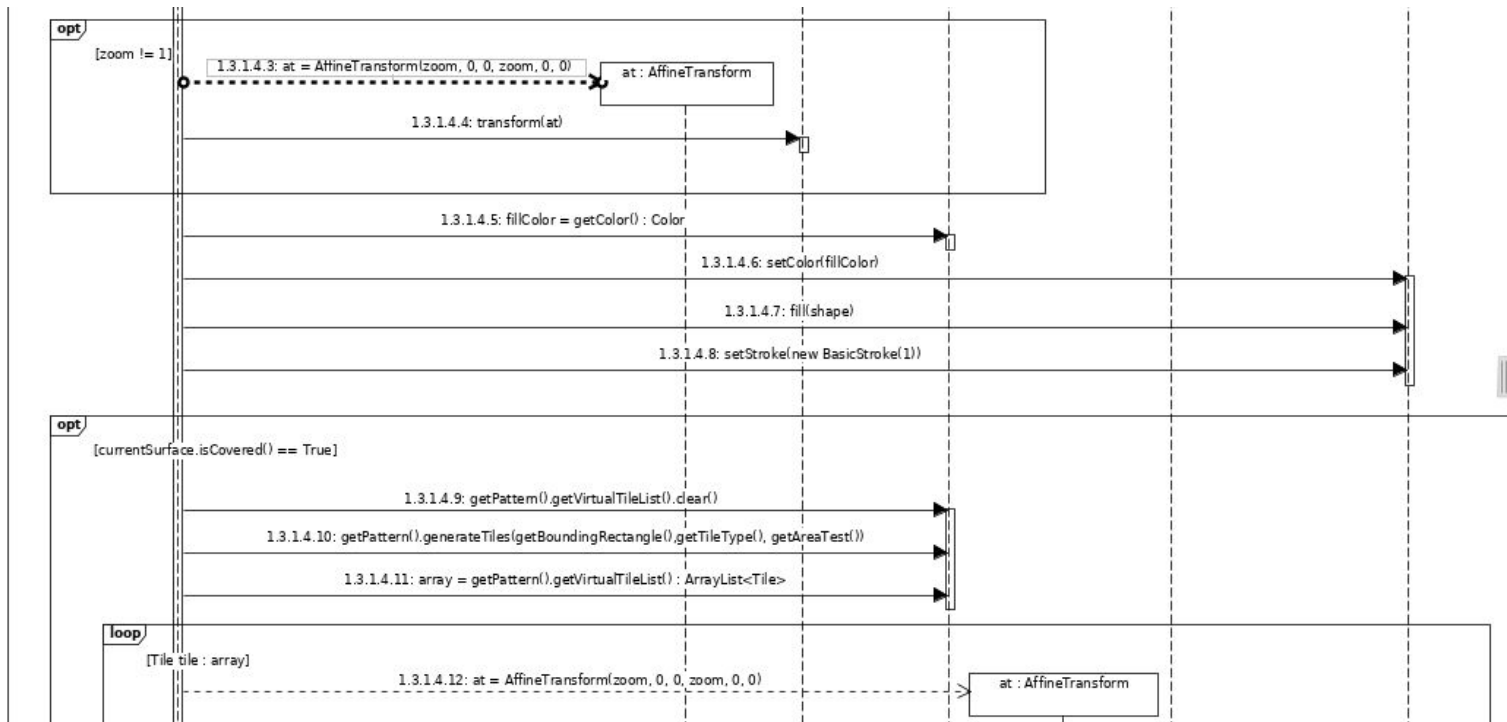 opt
[zoom != 1]
1.3.1.4.3: at = AffineTransform(zoom, 0, 0, zoom, 0, 0)
at : AffineTransform
1.3.1.4.4: transform(at)
1.3.1.4.5: fillColor = getColor() : Color
1.3.1.4.6: setColor(fillColor)
1.3.1.4.7: fill(shape)
1.3.1.4.8: setStroke(new BasicStroke(1))
opt
[currentSurface.isCovered() == True]
1.3.1.4.9: getPattern().getVirtualTileList().clear()
1.3.1.4.10: getPattern().generateTiles(getBoundingRectangle(),getTileType(), getAreaTest())
1.3.1.4.11: array = getPattern().getVirtualTileList() : ArrayList<Tile>
loop
[Tile tile : array]
1.3.1.4.12: at = AffineTransform(zoom, 0, 0, zoom, 0, 0)
at : AffineTransform